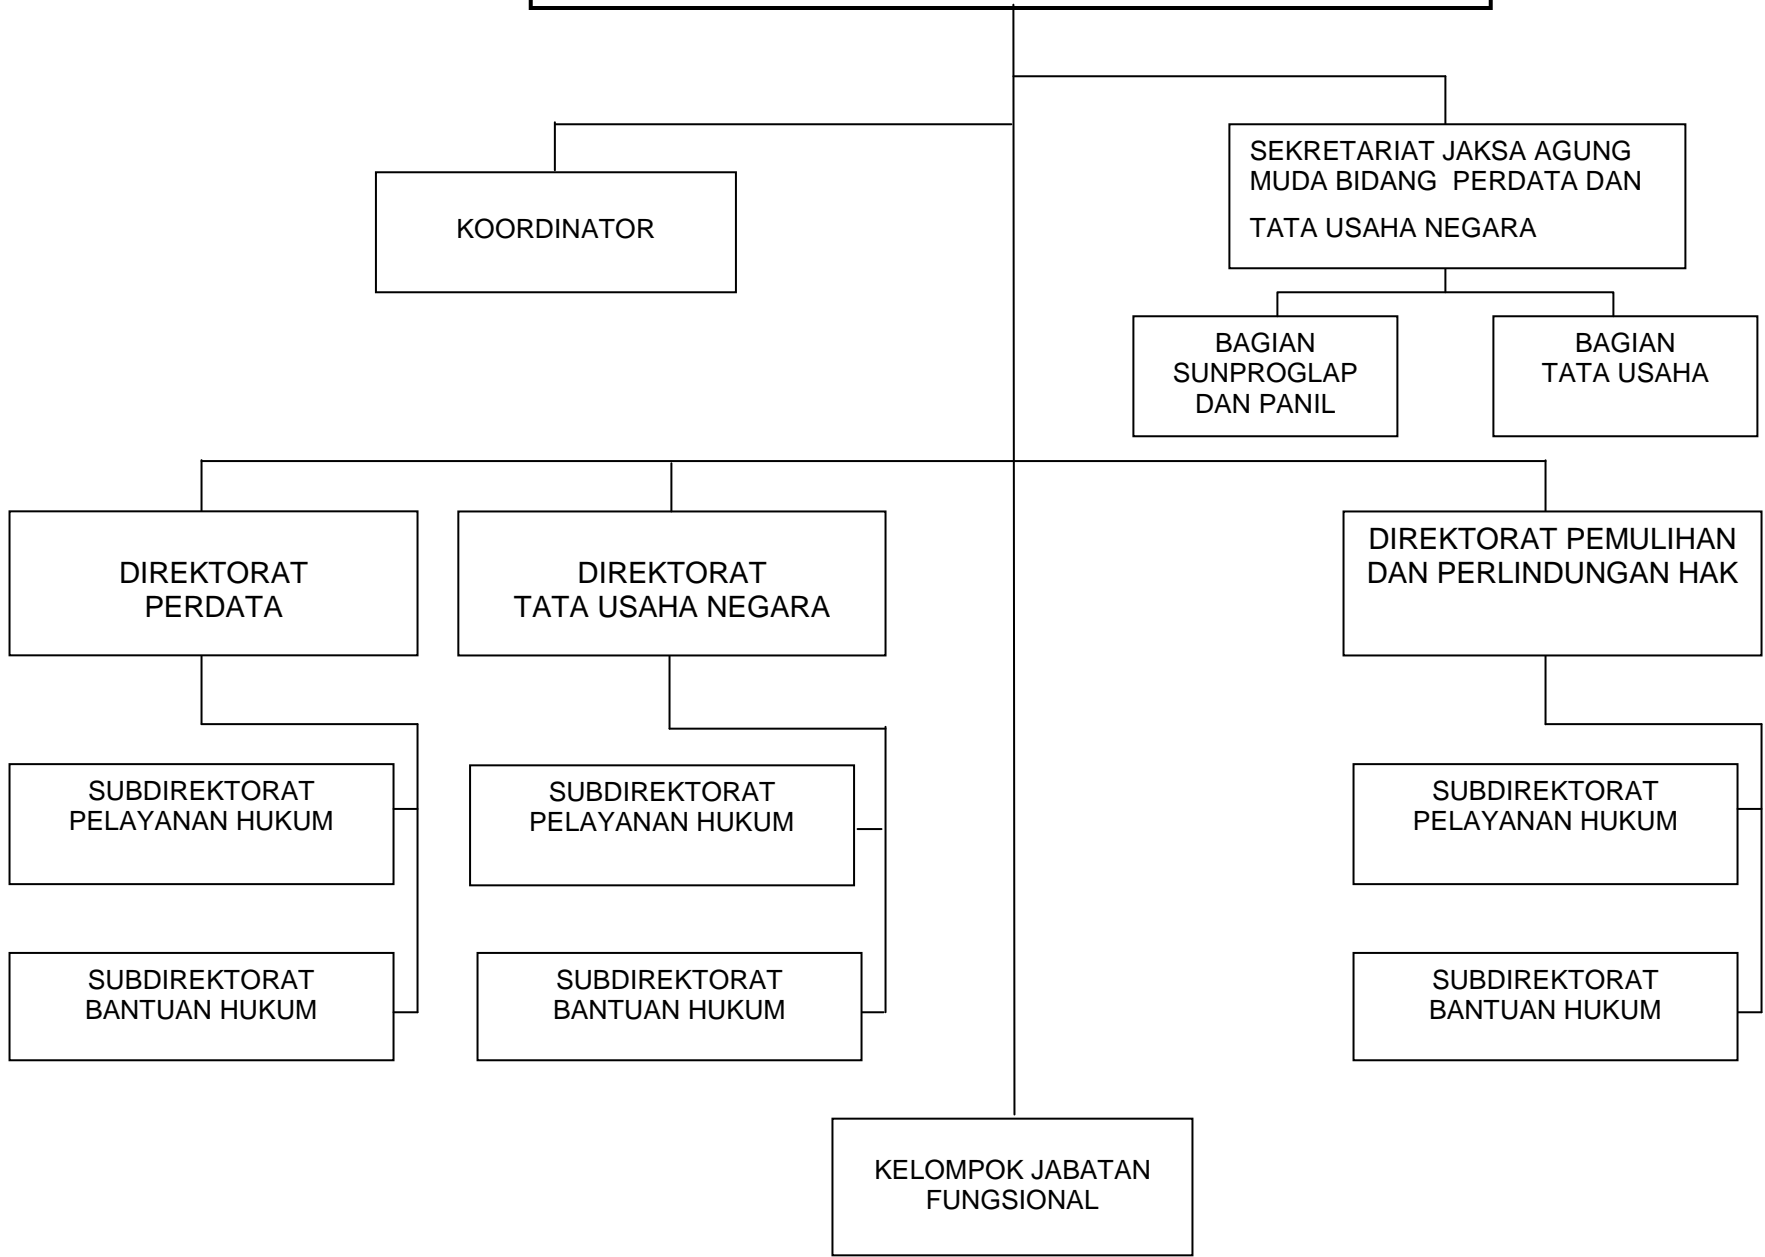 SEKRETARIAT JAKSA AGUNG
MUDA BIDANG PERDATA DAN
TATA USAHA NEGARA
KOORDINATOR
BAGIAN
SUNPROGLAP
DAN PANIL
BAGIAN
TATA USAHA
DIREKTORAT
PERDATA
DIREKTORAT
TATA USAHA NEGARA
DIREKTORAT PEMULIHAN
DAN PERLINDUNGAN HAK
SUBDIREKTORAT
PELAYANAN HUKUM
SUBDIREKTORAT
PELAYANAN HUKUM
SUBDIREKTORAT
PELAYANAN HUKUM
SUBDIREKTORAT
BANTUAN HUKUM
SUBDIREKTORAT
BANTUAN HUKUM
SUBDIREKTORAT
BANTUAN HUKUM
KELOMPOK JABATAN
FUNGSIONAL